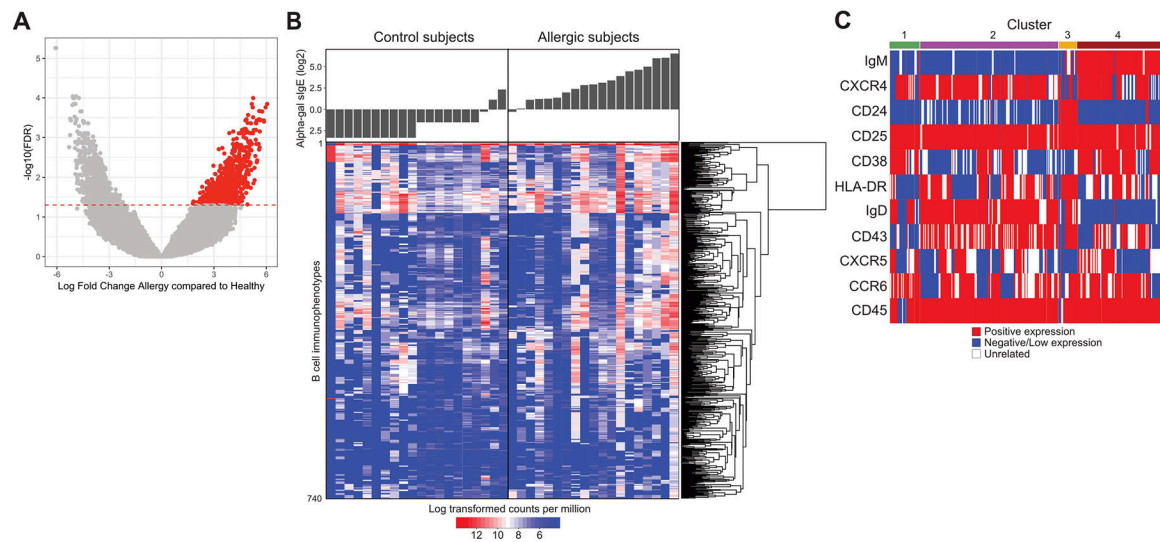 A
-log10(FDR)
5
4
3
2
1
0
-6
-3
0
3
6
Log Fold Change Allergy compared to Healthy
B
Control subjects
Allergic subjects
Alpha-gal sIgE (log2)
5.0
2.5
0.0
2.5
1
B cell immunophenotypes
740
Log transformed counts per million
12
10
8
6
C
Cluster
1
2
3
4
IgM
CXCR4
CD24
CD25
CD38
HLA-DR
IgD
CD43
CXCR5
CCR6
CD45
Positive expression
Negative/Low expression
Unrelated